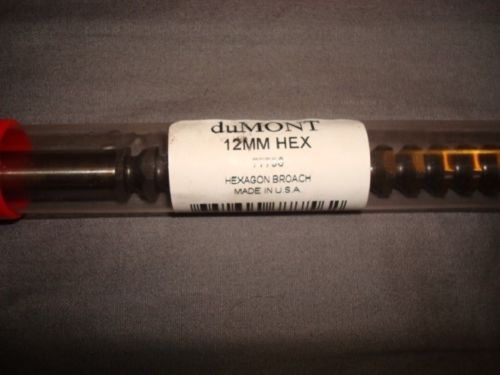 duMONT
12MM HEX
HEXAGON BROACH
MADE IN U.S.A.